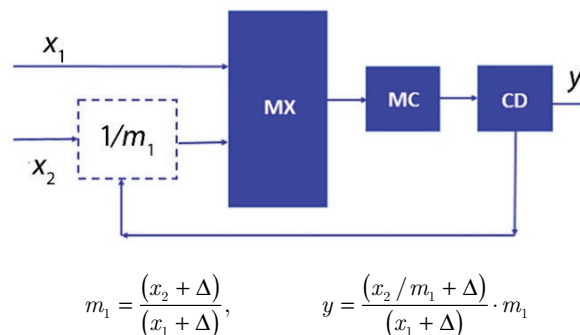 x₁
MX
MC
CD
y
1/m₁
x₂
m₁ = (x₂ + Δ) / (x₁ + Δ), y = (x₂ / m₁ + Δ) / (x₁ + Δ) · m₁